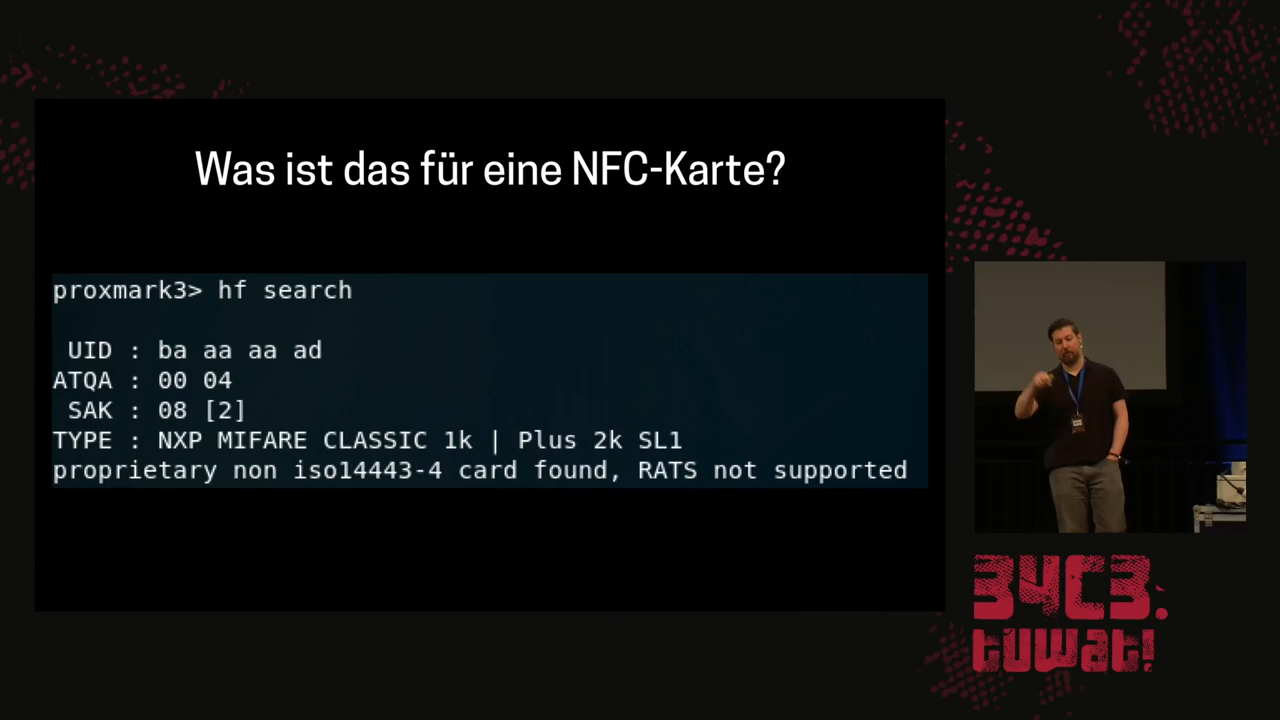 Was ist das für eine NFC-Karte?
proxmark3> hf search
UID : ba aa aa ad
ATQA : 00 04
SAK : 08 [2]
TYPE : NXP MIFARE CLASSIC 1k | Plus 2k SL1
proprietary non iso14443-4 card found, RATS not supported
34C3.
tuwat!